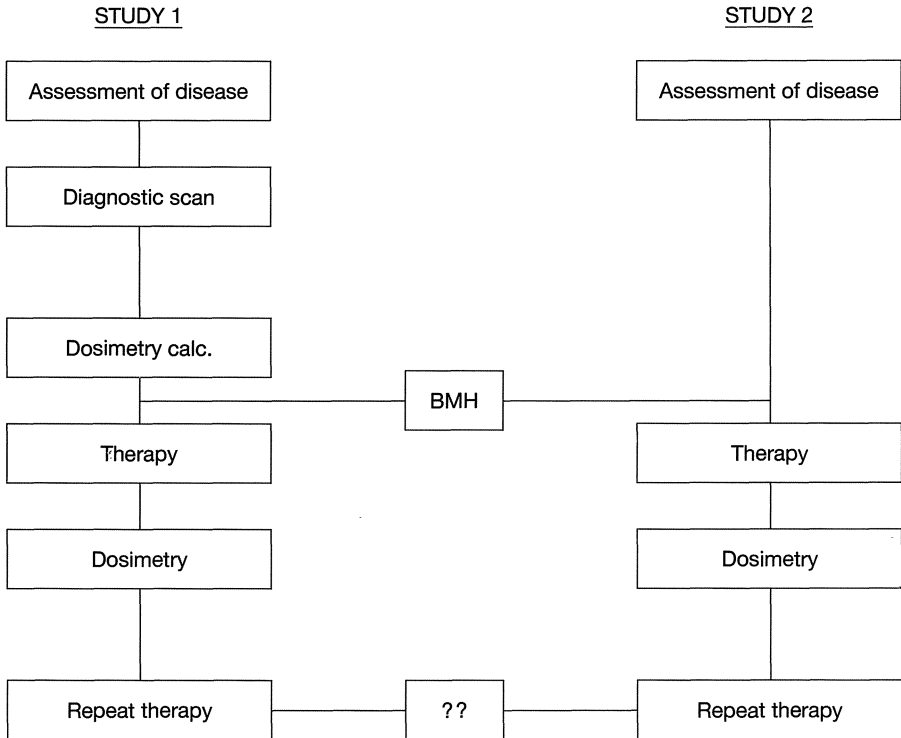 STUDY 1
STUDY 2
Assessment of disease
Assessment of disease
Diagnostic scan
Dosimetry calc.
BMH
Therapy
Therapy
Dosimetry
Dosimetry
Repeat therapy
??
Repeat therapy